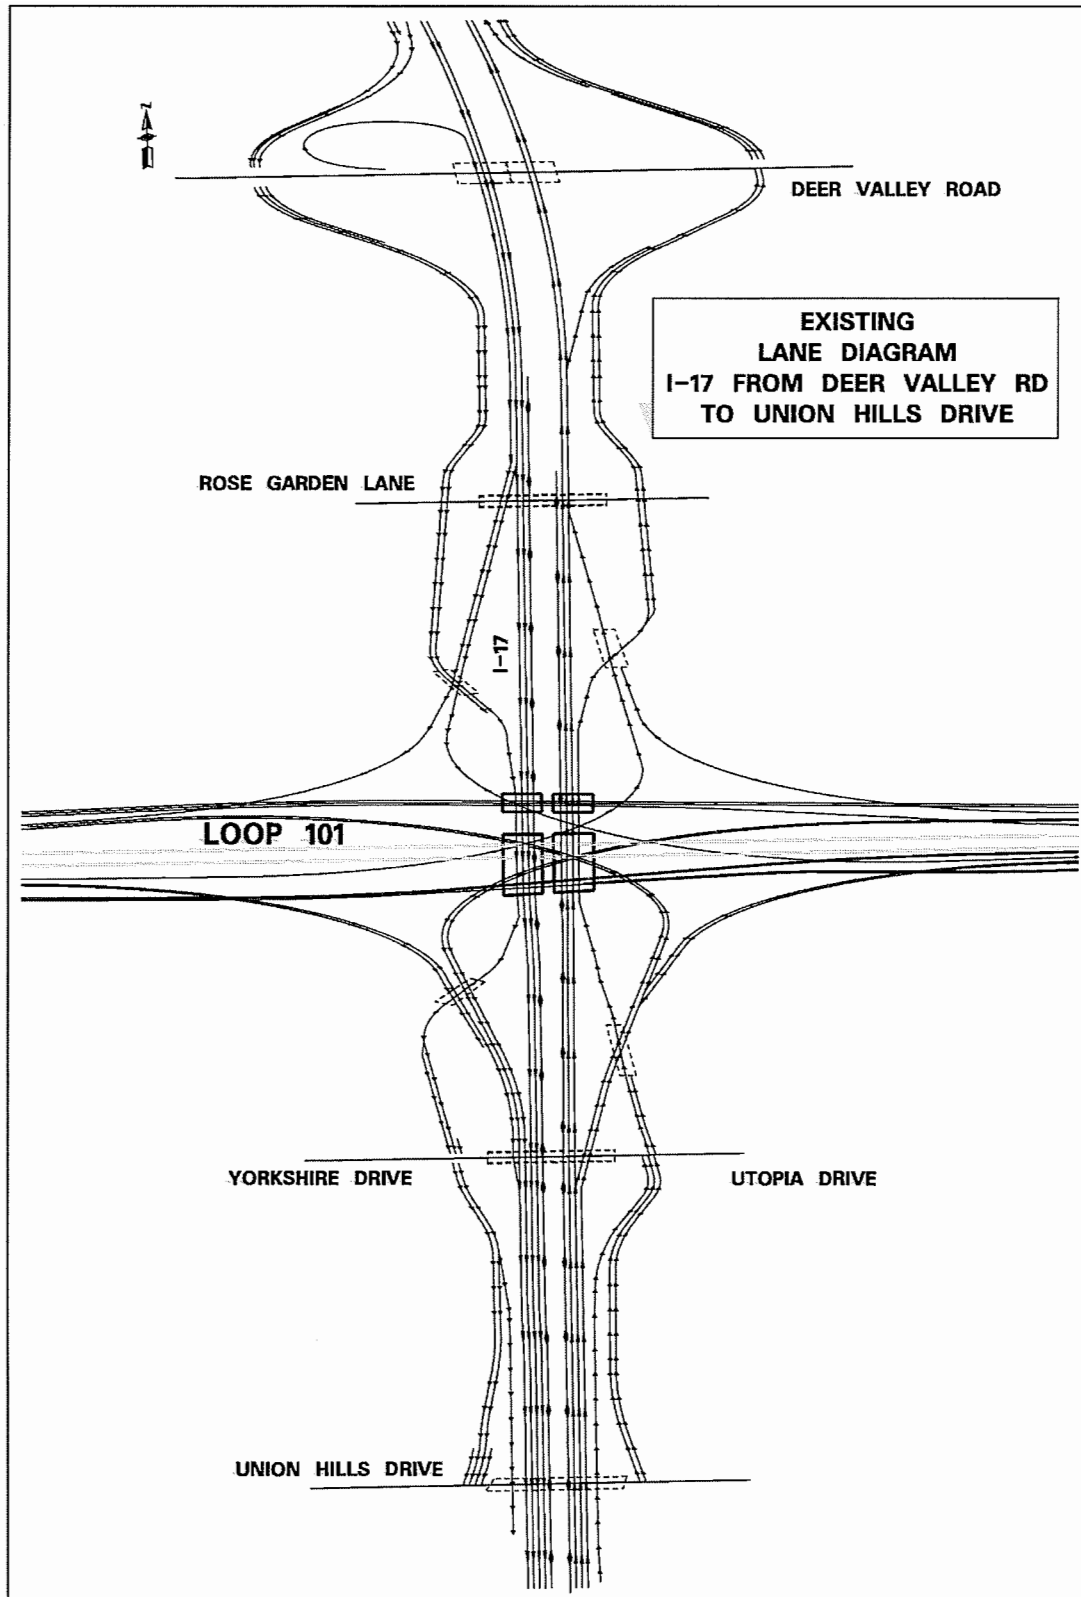 Z
DEER VALLEY ROAD
EXISTING
LANE DIAGRAM
I-17 FROM DEER VALLEY RD
TO UNION HILLS DRIVE
ROSE GARDEN LANE
I-17
LOOP 101
YORKSHIRE DRIVE
UTOPIA DRIVE
UNION HILLS DRIVE